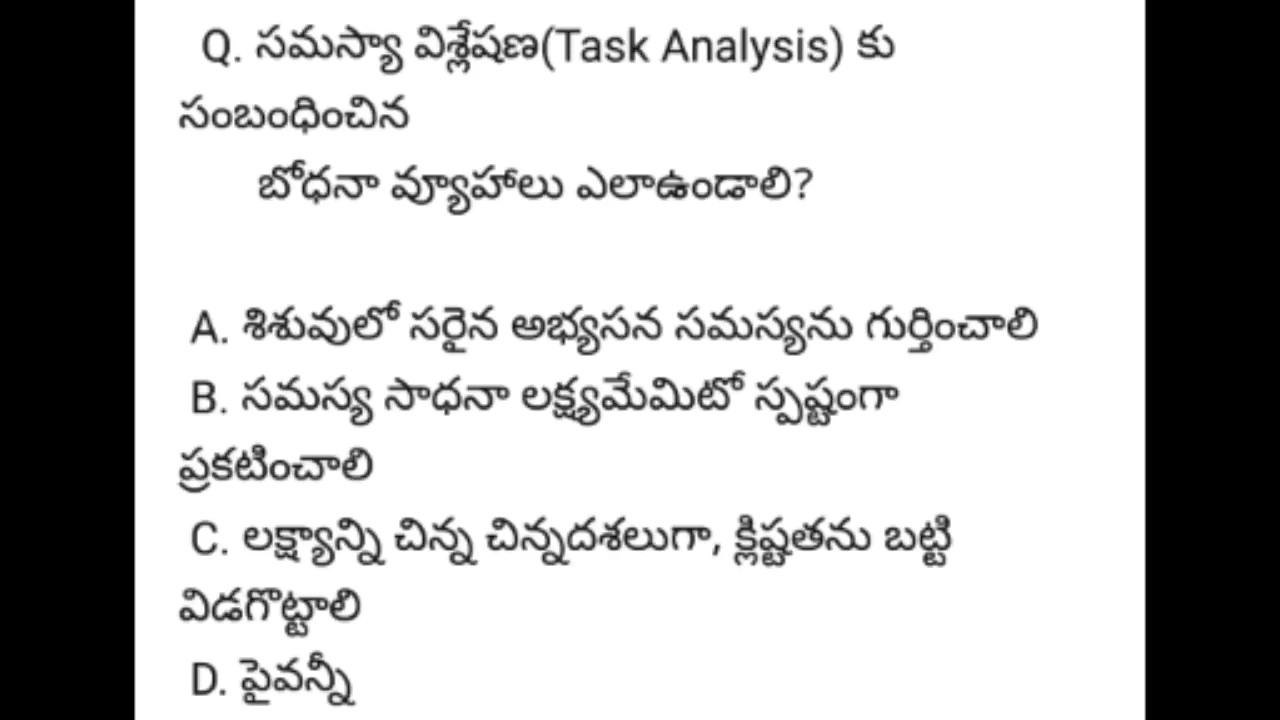 Q. సమస్యా విశ్లేషణ(Task Analysis) కు
సంబంధించిన
బోధనా వ్యూహాలు ఎలాఉండాలి?
A. శిశువులో సరైన అభ్యసన సమస్యను గుర్తించాలి
B. సమస్య సాధనా లక్ష్యమేమిటో స్పష్టంగా
ప్రకటించాలి
C. లక్ష్యాన్ని చిన్న చిన్నదశలుగా, క్లిష్టతను బట్టి
విడగొట్టాలి
D. పైవన్నీ